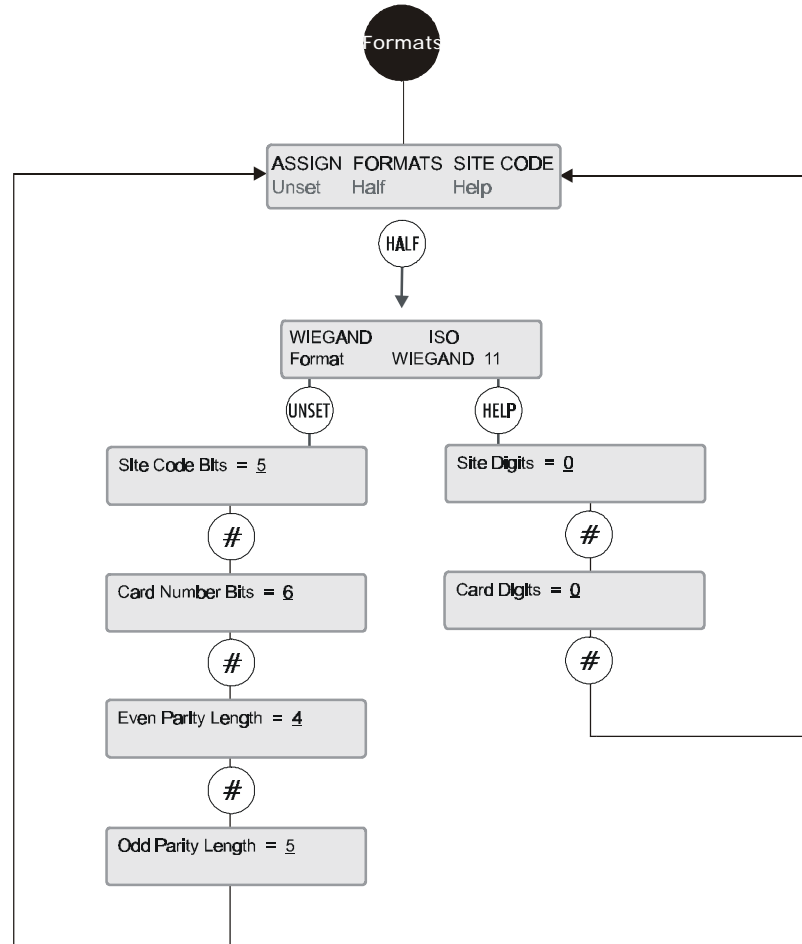 Formats
ASSIGN FORMATS SITE CODE
Unset Half Help
HALF
WIEGAND ISO
Format WIEGAND 11
UNSET
HELP
Site Code Bits = 5
Site Digits = 0
#
#
Card Number Bits = 6
Card Digits = 0
#
#
Even Parity Length = 4
#
Odd Parity Length = 5